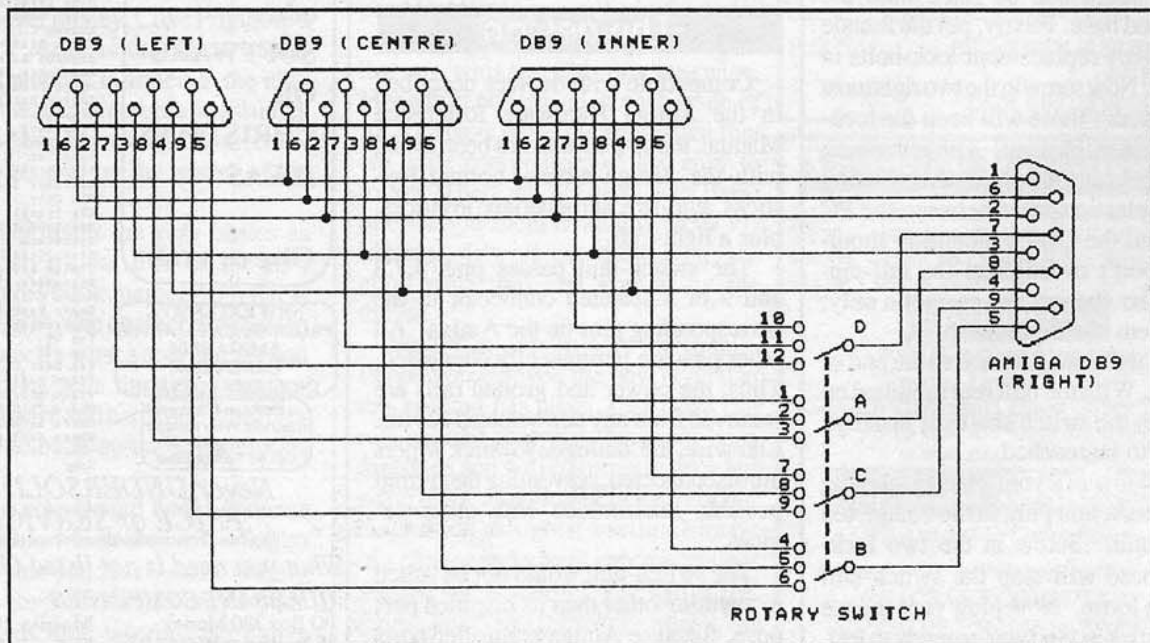 DB9 (LEFT) DB9 (CENTRE) DB9 (INNER)
1 6 2 7 3 8 4 9 5 1 6 2 7 3 8 4 9 5 1 6 2 7 3 8 4 9 5
1
6
2
7
3
8
4
9
5
AMIGA DB9
(RIGHT)
10
11 D
12
1
2 A
3
7
8 C
9
4
5 B
6
ROTARY SWITCH